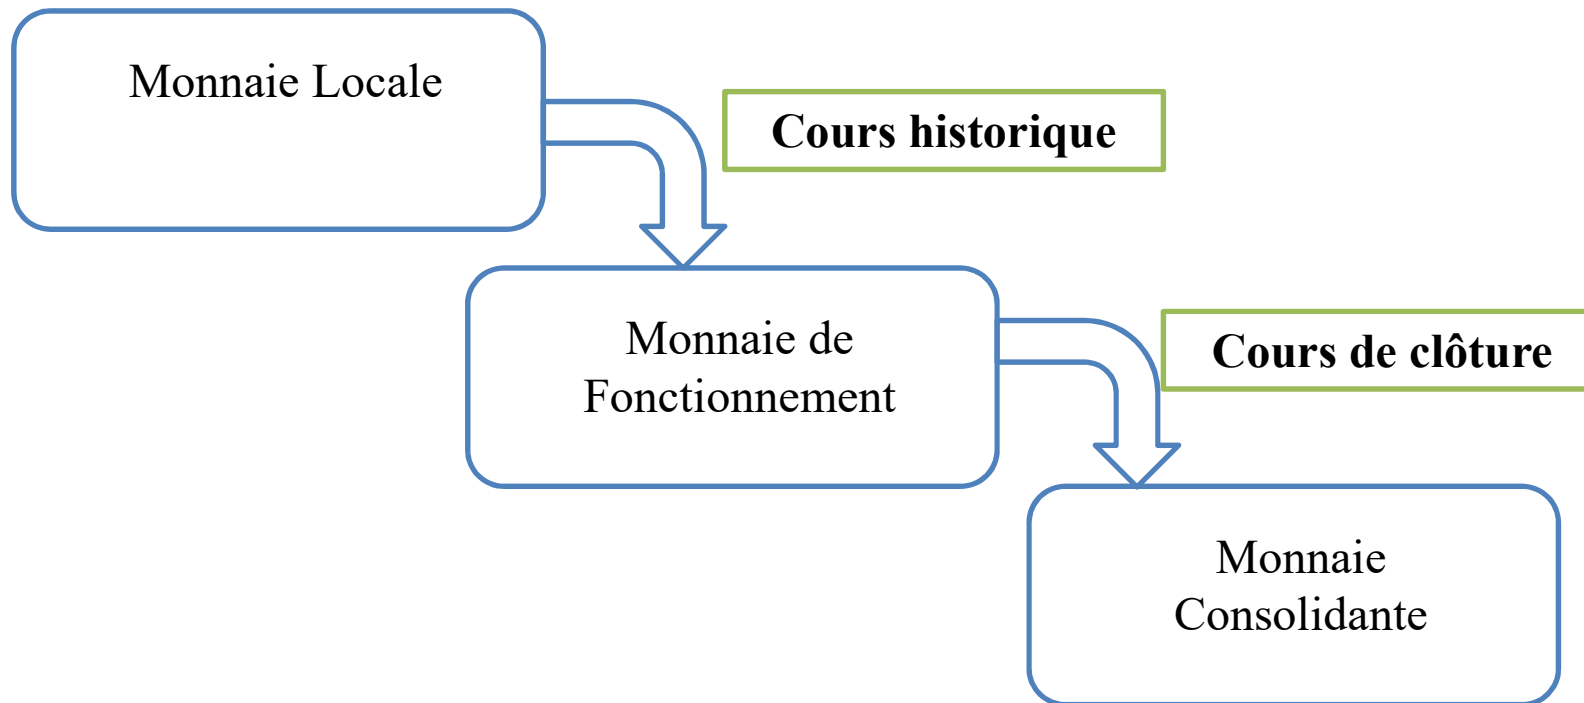 Monnaie Locale
Cours historique
Monnaie de
Fonctionnement
Cours de clôture
Monnaie
Consolidante